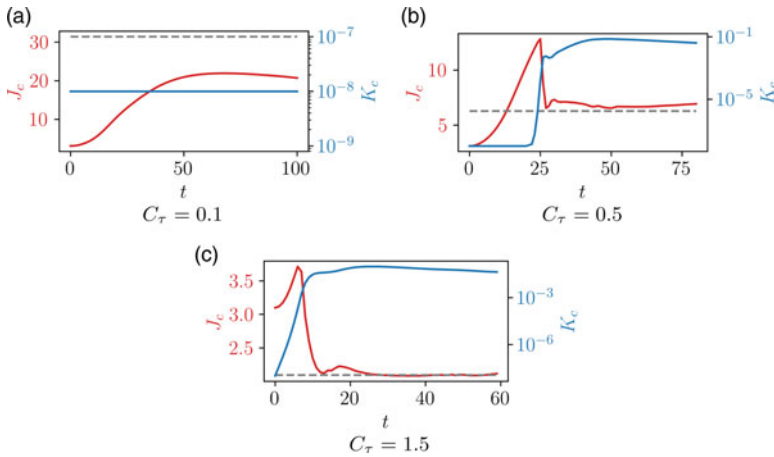 (a)
30
20
10
J_c
10^{-7}
10^{-8}
10^{-9}
K_c
0 50 100
t
C_τ = 0.1
(b)
10
5
J_c
10^{-1}
10^{-5}
K_c
0 25 50 75
t
C_τ = 0.5
(c)
3.5
3.0
2.5
J_c
10^{-3}
10^{-6}
K_c
0 20 40 60
t
C_τ = 1.5